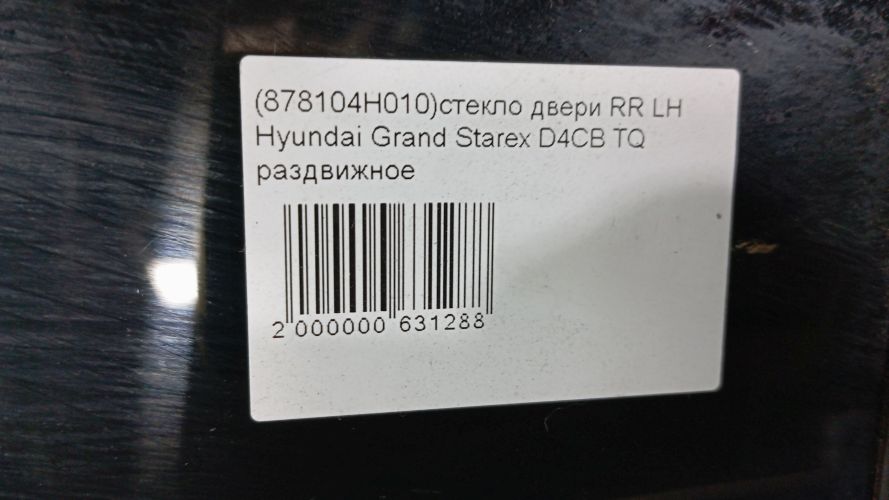 (878104H010)стекло двери RR LH
Hyundai Grand Starex D4CB TQ
раздвижное
2 000000 631288